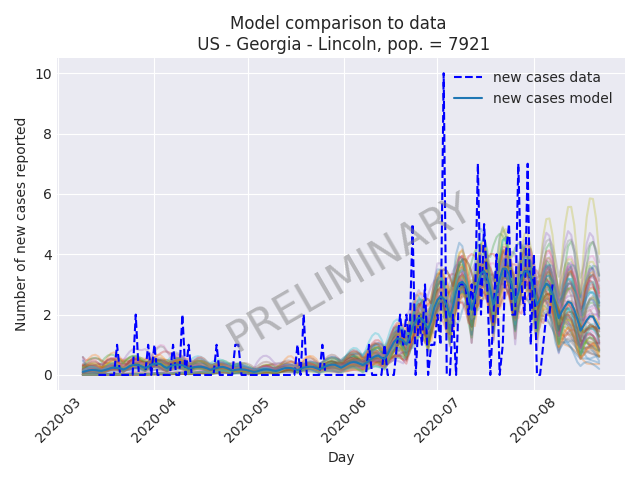 Model comparison to data
US - Georgia - Lincoln, pop. = 7921
new cases data
new cases model
PRELIMINARY
Number of new cases reported
10
8
6
4
2
0
2020-03
2020-04
2020-05
2020-06
2020-07
2020-08
Day